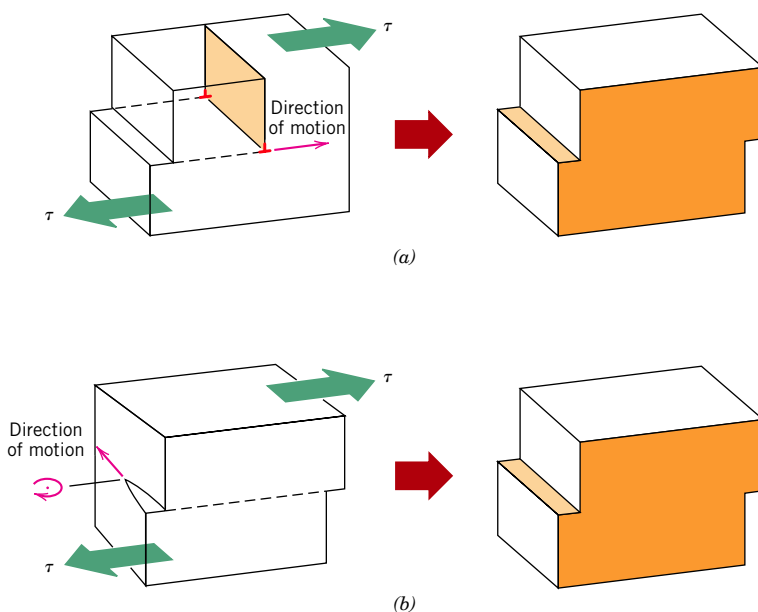 τ
Direction
of motion
τ
(a)
τ
Direction
of motion
τ
(b)